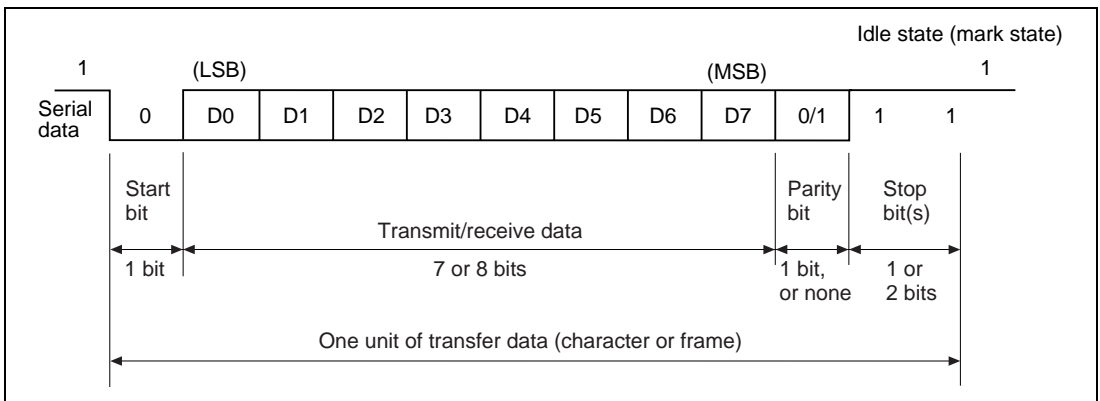 Idle state (mark state)
1 (LSB) (MSB) 1
Serial
data
0 D0 D1 D2 D3 D4 D5 D6 D7 0/1 1 1
Start
bit
Parity
bit
Stop
bit(s)
Transmit/receive data
1 bit
7 or 8 bits
1 bit,
or none
1 or
2 bits
One unit of transfer data (character or frame)